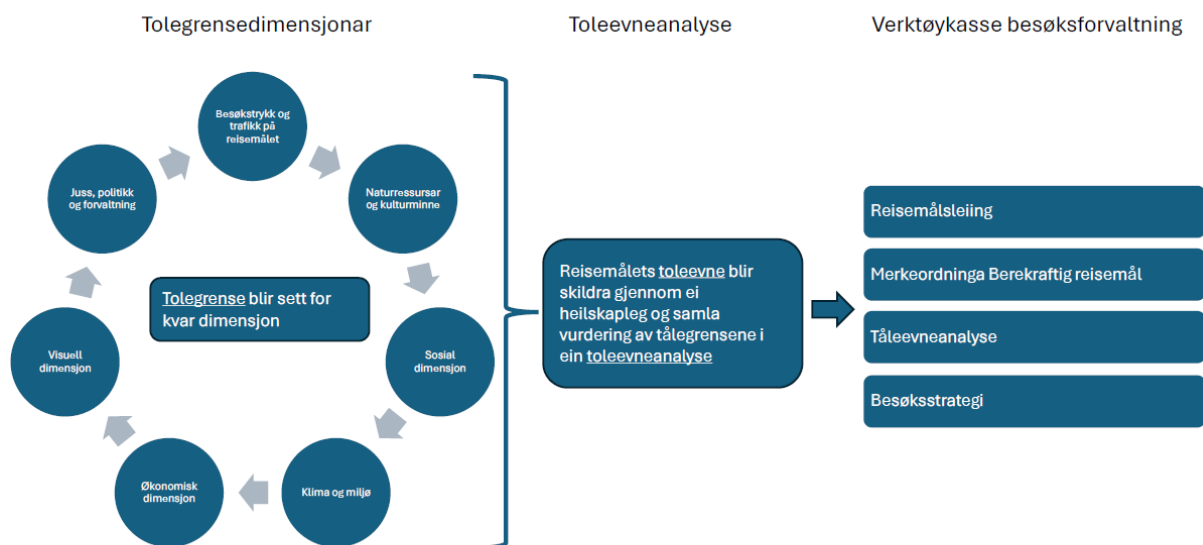 Tolegrensedimensjonar
Toleevneanalyse
Verktøykasse besøksforvaltning
Besøkstrykk og
trafikk på
reisemålet
Naturressursar
og kulturminne
Sosial
dimensjon
Klima og miljø
Økonomisk
dimensjon
Visuell
dimensjon
Juss, politikk
og forvaltning
Tolegrense blir sett for
kvar dimensjon
Reisemålets toleevne blir
skildra gjennom ei
heilskapleg og samla
vurdering av tålegrensene i
ein toleevneanalyse
Reisemålsleiing
Merkeordninga Berekraftig reisemål
Tåleevneanalyse
Besøksstrategi